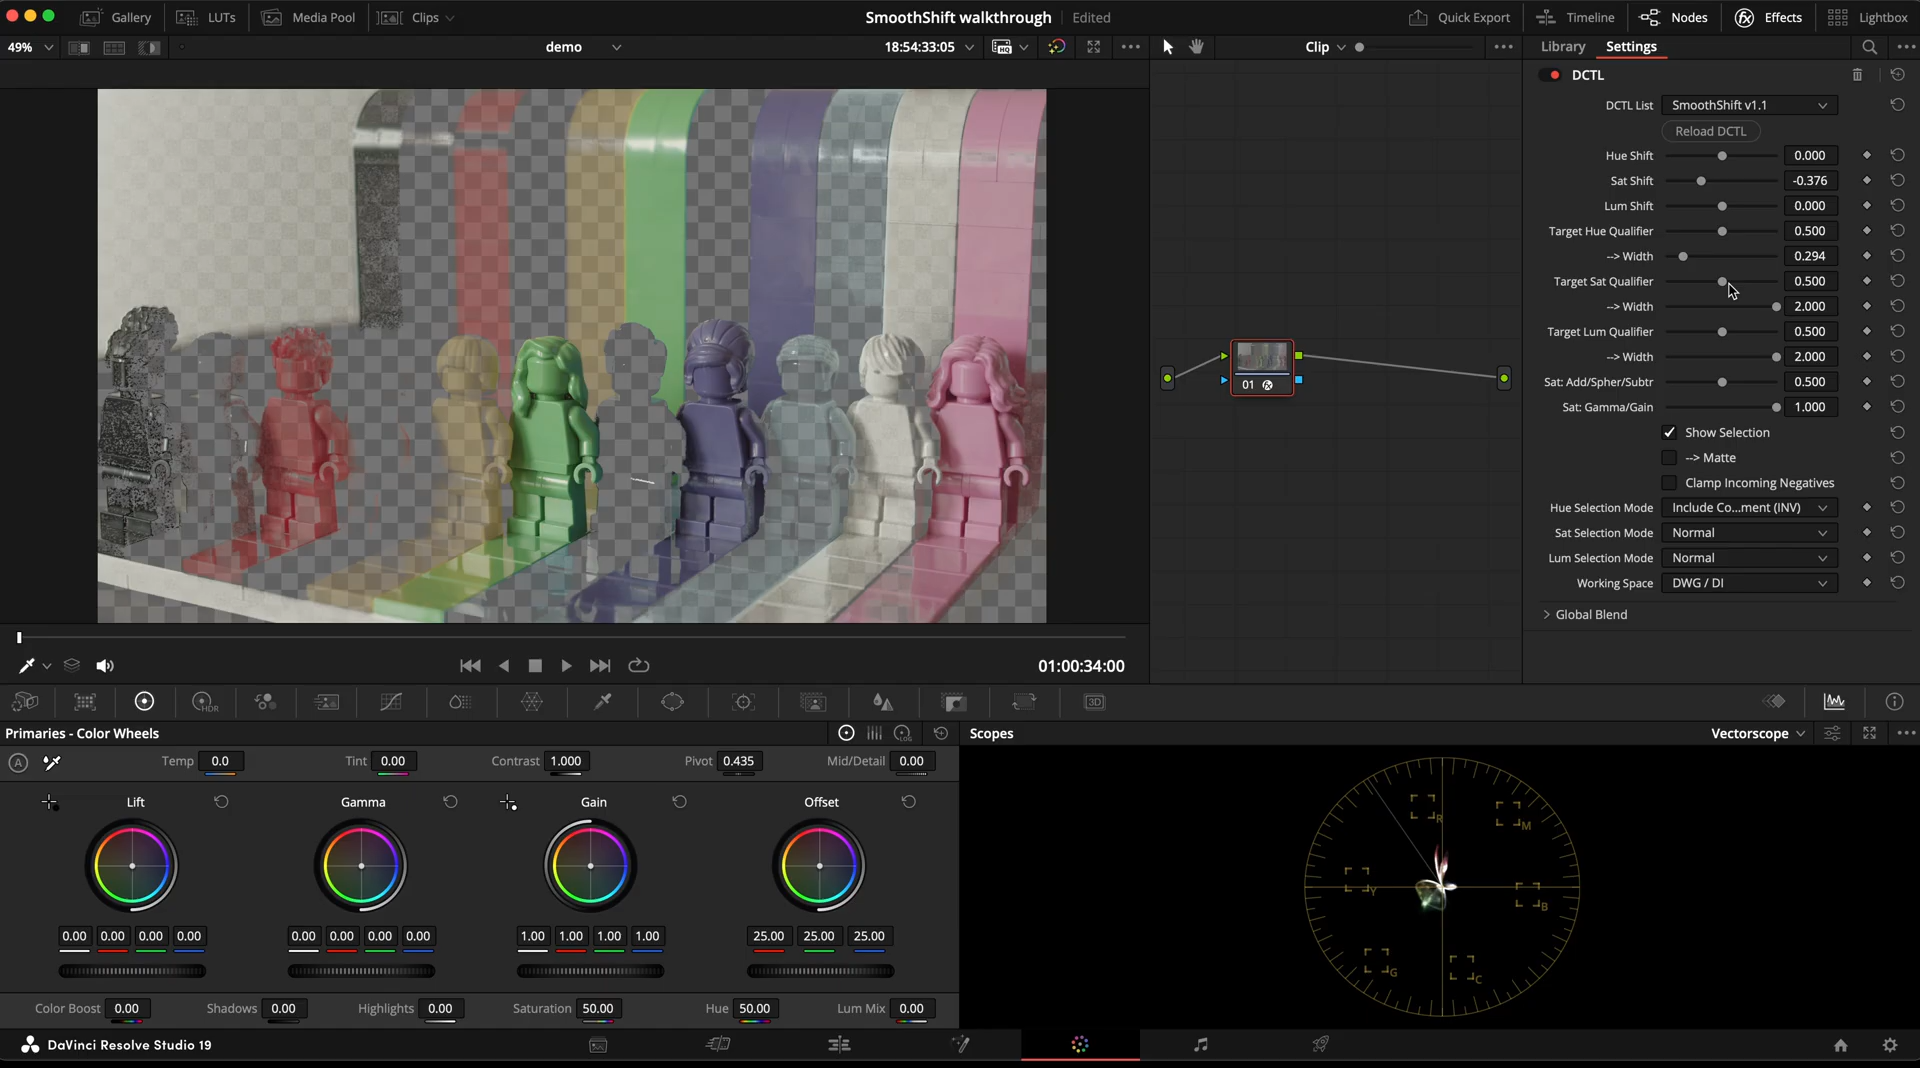 Gallery LUTs Media Pool Clips SmoothShift walkthrough Edited Quick Export Timeline Nodes Effects Lightbox
49% demo 18:54:33:05 HQ Clip Library Settings
DCTL
DCTL List SmoothShift v1.1
Reload DCTL
Hue Shift 0.000
Sat Shift -0.376
Lum Shift 0.000
Target Hue Qualifier 0.500
--> Width 0.294
Target Sat Qualifier 0.500
--> Width 2.000
Target Lum Qualifier 0.500
--> Width 2.000
Sat: Add/Spher/Subtr 0.500
Sat: Gamma/Gain 1.000
Show Selection
--> Matte
Clamp Incoming Negatives
Hue Selection Mode Include Co...ment (INV)
Sat Selection Mode Normal
Lum Selection Mode Normal
Working Space DWG / DI
Global Blend
01
01:00:34:00
HDR 3D
Primaries - Color Wheels LOG Scopes Vectorscope
A Temp 0.0 Tint 0.00 Contrast 1.000 Pivot 0.435 Mid/Detail 0.00
Lift Gamma Gain Offset
0.00 0.00 0.00 0.00 0.00 0.00 0.00 0.00 1.00 1.00 1.00 1.00 25.00 25.00 25.00
R M
Y B
G C
Color Boost 0.00 Shadows 0.00 Highlights 0.00 Saturation 50.00 Hue 50.00 Lum Mix 0.00
DaVinci Resolve Studio 19